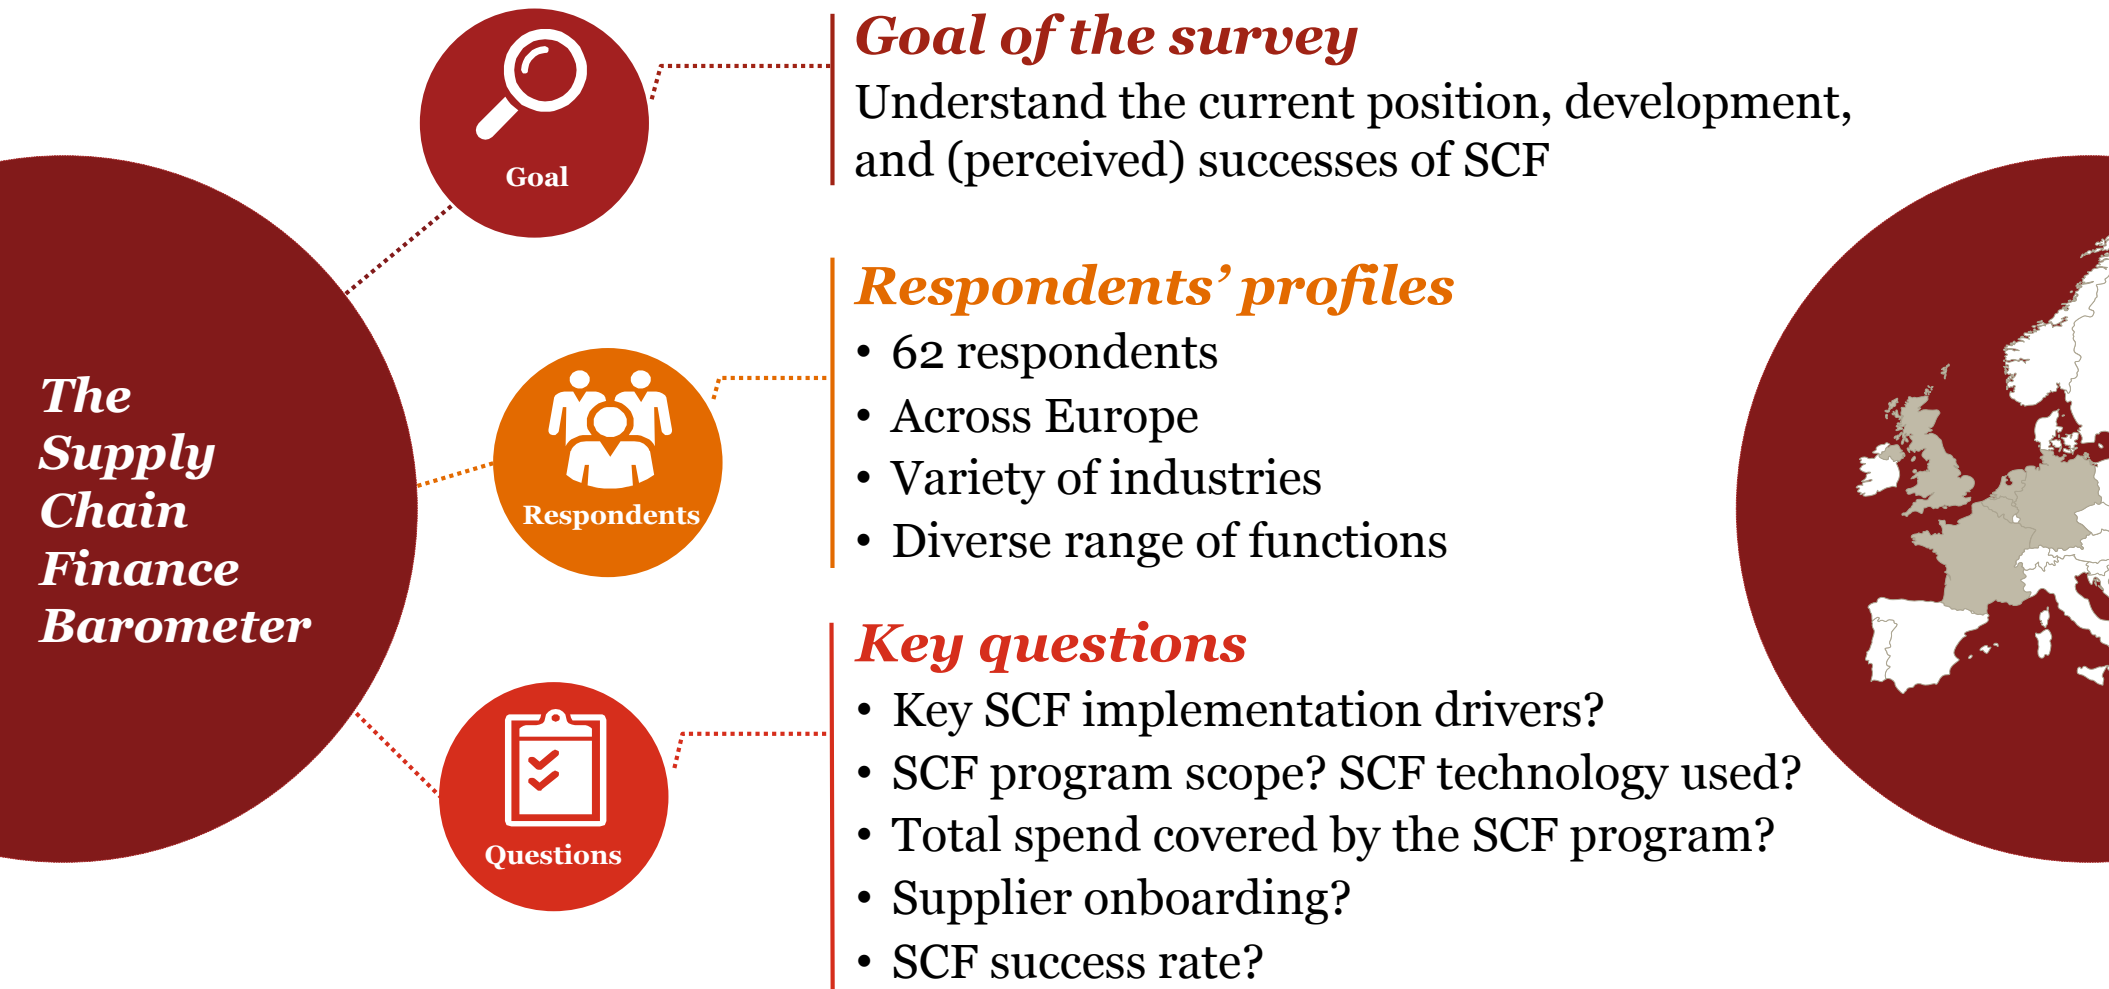 The
Supply
Chain
Finance
Barometer
Goal
Goal of the survey
Understand the current position, development,
and (perceived) successes of SCF
Respondents
Respondents’ profiles
• 62 respondents
• Across Europe
• Variety of industries
• Diverse range of functions
Questions
Key questions
• Key SCF implementation drivers?
• SCF program scope? SCF technology used?
• Total spend covered by the SCF program?
• Supplier onboarding?
• SCF success rate?